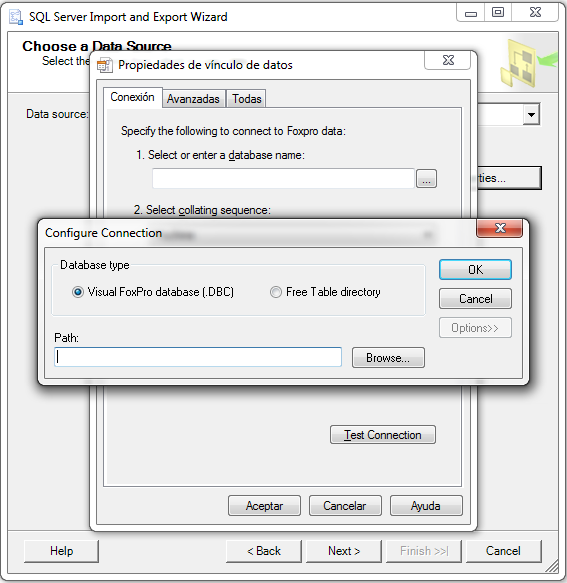 SQL Server Import and Export Wizard
Choose a Data Source
Select the
Propiedades de vínculo de datos
Data source:
Conexión
Avanzadas
Todas
Specify the following to connect to Foxpro data:
1. Select or enter a database name:
...
ties...
2. Select collating sequence:
Configure Connection
Database type
Visual FoxPro database (.DBC)
Free Table directory
OK
Cancel
Options>>
Path:
Browse...
Test Connection
Aceptar
Cancelar
Ayuda
Help
< Back
Next >
Finish >>|
Cancel